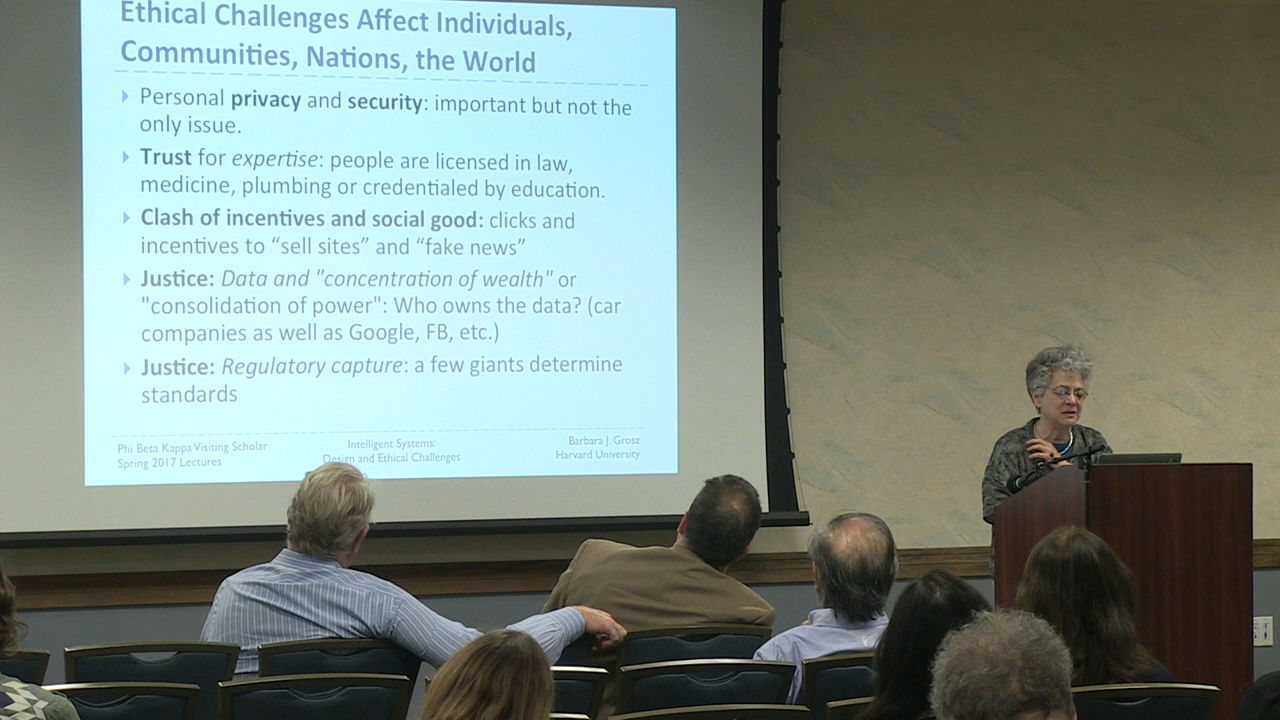 Ethical Challenges Affect Individuals,
Communities, Nations, the World
Personal privacy and security: important but not the
only issue.
Trust for expertise: people are licensed in law,
medicine, plumbing or credentialed by education.
Clash of incentives and social good: clicks and
incentives to “sell sites” and “fake news”
Justice: Data and "concentration of wealth" or
"consolidation of power": Who owns the data? (car
companies as well as Google, FB, etc.)
Justice: Regulatory capture: a few giants determine
standards
Phi Beta Kappa Visiting Scholar
Spring 2017 Lectures
Intelligent Systems:
Design and Ethical Challenges
Barbara J. Grosz
Harvard University